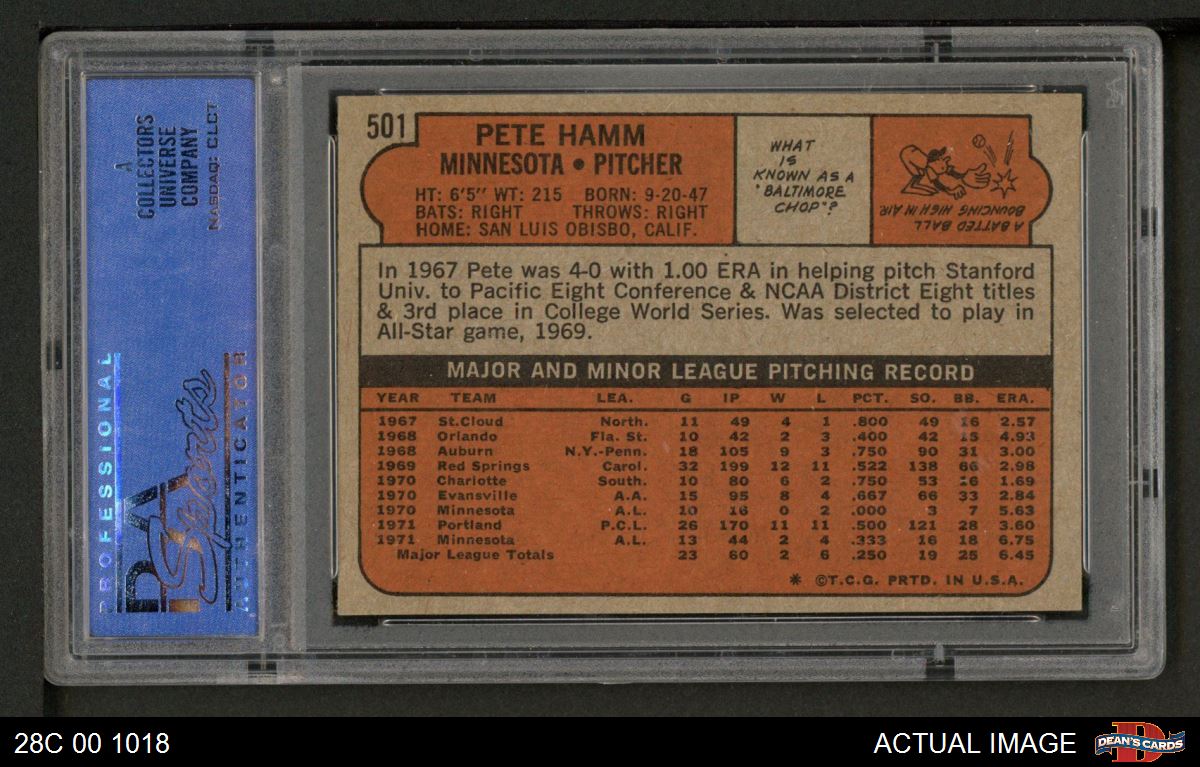 A
COLLECTORS
UNIVERSE
COMPANY
NASDAQ: CLCT
PROFESSIONAL
PSA
Sports
AUTHENTICATOR
501
PETE HAMM
MINNESOTA • PITCHER
HT: 6'5" WT: 215 BORN: 9-20-47
BATS: RIGHT THROWS: RIGHT
HOME: SAN LUIS OBISBO, CALIF.
WHAT
IS
KNOWN AS A
"BALTIMORE
CHOP"?
A BATTED BALL
BOUNCING HIGH IN AIR
In 1967 Pete was 4-0 with 1.00 ERA in helping pitch Stanford
Univ. to Pacific Eight Conference & NCAA District Eight titles
& 3rd place in College World Series. Was selected to play in
All-Star game, 1969.
MAJOR AND MINOR LEAGUE PITCHING RECORD
YEAR TEAM LEA. G IP W L PCT. SO. BB. ERA.
1967 St.Cloud North. 11 49 4 1 .800 49 16 2.57
1968 Orlando Fla. St. 10 42 2 3 .400 42 15 4.93
1968 Auburn N.Y.-Penn. 18 105 9 3 .750 90 31 3.00
1969 Red Springs Carol. 32 199 12 11 .522 138 66 2.98
1970 Charlotte South. 10 80 6 2 .750 53 16 1.69
1970 Evansville A.A. 15 95 8 4 .667 66 33 2.84
1970 Minnesota A.L. 10 16 0 2 .000 3 7 5.63
1971 Portland P.C.L. 26 170 11 11 .500 121 28 3.60
1971 Minnesota A.L. 13 44 2 4 .333 16 18 6.75
Major League Totals 23 60 2 6 .250 19 25 6.45
* ©T.C.G. PRTD. IN U.S.A.
28C 00 1018
ACTUAL IMAGE
D
DEAN'S CARDS